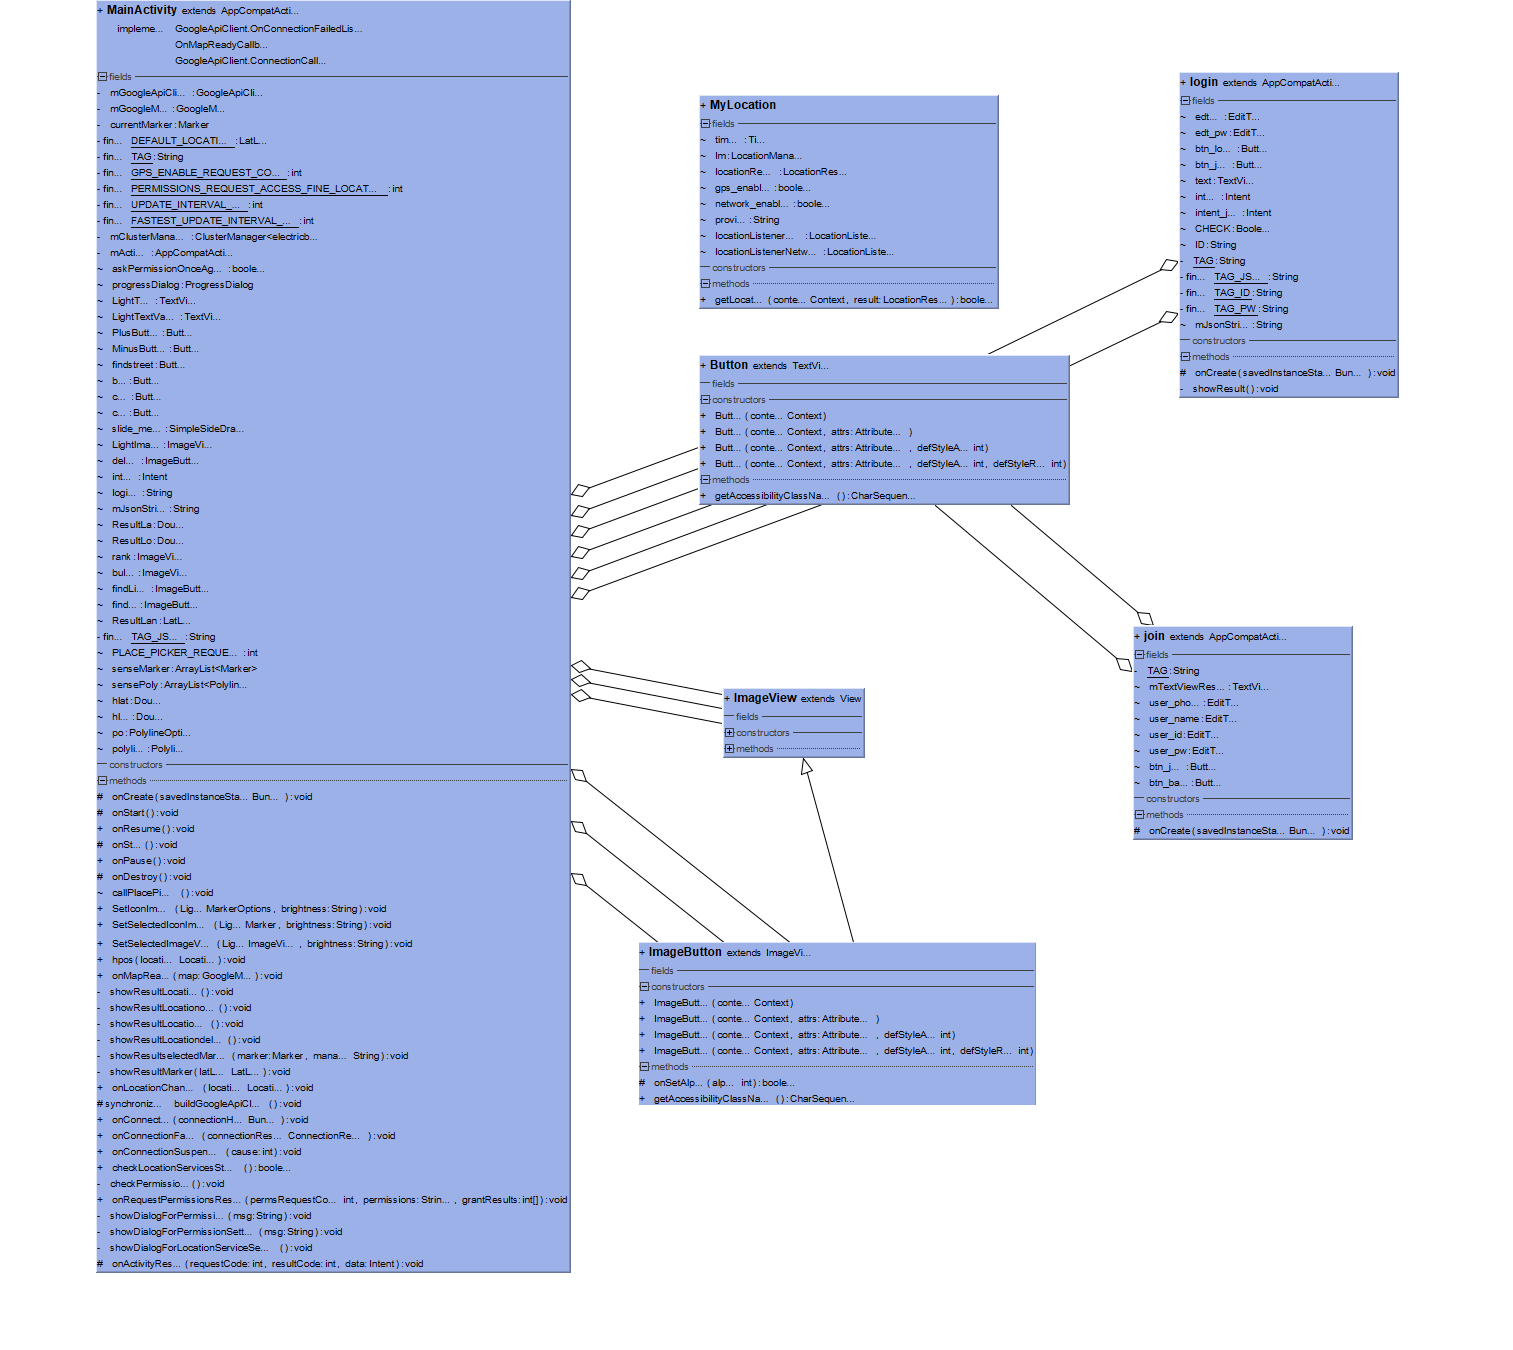 + MainActivity extends AppCompatActi...
impleme... GoogleApiClient.OnConnectionFailedLis...
OnMapReadyCallb...
GoogleApiClient.ConnectionCall...
fields
- mGoogleApiCli... : GoogleApiCli...
- mGoogleM... : GoogleM...
- currentMarker : Marker
- fin... DEFAULT_LOCATI... : LatL...
- fin... TAG : String
- fin... GPS_ENABLE_REQUEST_CO... : int
- fin... PERMISSIONS_REQUEST_ACCESS_FINE_LOCAT... : int
- fin... UPDATE_INTERVAL_... : int
- fin... FASTEST_UPDATE_INTERVAL_... : int
- mClusterMana... : ClusterManager<electricb...
- mActi... : AppCompatActi...
~ askPermissionOnceAg... : boole...
~ progressDialog : ProgressDialog
~ LightT... : TextVi...
~ LightTextVa... : TextVi...
~ PlusButt... : Butt...
~ MinusButt... : Butt...
~ findstreet : Butt...
~ b... : Butt...
~ c... : Butt...
~ c... : Butt...
~ slide_me... : SimpleSideDra...
~ LightIma... : ImageVi...
~ del... : ImageButt...
~ int... : Intent
~ logi... : String
~ mJsonStri... : String
~ ResultLa : Dou...
~ ResultLo : Dou...
~ rank : ImageVi...
~ bul... : ImageVi...
~ findLi... : ImageButt...
~ find... : ImageButt...
~ ResultLan : LatL...
- fin... TAG_JS... : String
~ PLACE_PICKER_REQUE... : int
~ senseMarker : ArrayList<Marker>
~ sensePoly : ArrayList<Polylin...
~ hlat : Dou...
~ hl... : Dou...
~ po : PolylineOpti...
~ polyli... : Polyli...
constructors
methods
# onCreate ( savedInstanceSta... Bun... ) : void
# onStart ( ) : void
+ onResume ( ) : void
# onSt... ( ) : void
+ onPause ( ) : void
# onDestroy ( ) : void
~ callPlacePi... ( ) : void
+ SetIconIm... ( Lig... MarkerOptions , brightness : String ) : void
+ SetSelectedIconIm... ( Lig... Marker , brightness : String ) : void
+ SetSelectedImageV... ( Lig... ImageVi... , brightness : String ) : void
+ hpos ( locati... Locati... ) : void
+ onMapRea... ( map : GoogleM... ) : void
- showResultLocati... ( ) : void
- showResultLocationo... ( ) : void
- showResultLocatio... ( ) : void
- showResultLocationdel... ( ) : void
- showResultselectedMar... ( marker : Marker , mana... String ) : void
- showResultMarker ( latL... LatL... ) : void
+ onLocationChan... ( locati... Locati... ) : void
# synchroniz... buildGoogleApiCl... ( ) : void
+ onConnect... ( connectionH... Bun... ) : void
+ onConnectionFa... ( connectionRes... ConnectionRe... ) : void
+ onConnectionSuspen... ( cause : int ) : void
+ checkLocationServicesSt... ( ) : boole...
- checkPermissio... ( ) : void
+ onRequestPermissionsRes... ( permsRequestCo... int , permissions : Strin... , grantResults : int[] ) : void
- showDialogForPermissi... ( msg : String ) : void
- showDialogForPermissionSett... ( msg : String ) : void
- showDialogForLocationServiceSe... ( ) : void
# onActivityRes... ( requestCode : int , resultCode : int , data : Intent ) : void
+ MyLocation
fields
~ tim... : Ti...
~ lm : LocationMana...
~ locationRe... : LocationRes...
~ gps_enabl... : boole...
~ network_enabl... : boole...
~ provi... : String
~ locationListener... : LocationListe...
~ locationListenerNetw... : LocationListe...
constructors
methods
+ getLocat... ( conte... Context , result : LocationRes... ) : boole...
+ login extends AppCompatActi...
fields
~ edt... : EditT...
~ edt_pw : EditT...
~ btn_lo... : Butt...
~ btn_j... : Butt...
~ text : TextVi...
~ int... : Intent
~ intent_j... : Intent
~ CHECK : Boole...
~ ID : String
- TAG : String
- fin... TAG_JS... : String
- fin... TAG_ID : String
- fin... TAG_PW : String
~ mJsonStri... : String
constructors
methods
# onCreate ( savedInstanceSta... Bun... ) : void
- showResult ( ) : void
+ Button extends TextVi...
fields
constructors
+ Butt... ( conte... Context )
+ Butt... ( conte... Context , attrs : Attribute... )
+ Butt... ( conte... Context , attrs : Attribute... , defStyleA... int )
+ Butt... ( conte... Context , attrs : Attribute... , defStyleA... int , defStyleR... int )
methods
+ getAccessibilityClassNa... ( ) : CharSequen...
+ join extends AppCompatActi...
fields
- TAG : String
~ mTextViewRes... : TextVi...
~ user_pho... : EditT...
~ user_name : EditT...
~ user_id : EditT...
~ user_pw : EditT...
~ btn_j... : Butt...
~ btn_ba... : Butt...
constructors
methods
# onCreate ( savedInstanceSta... Bun... ) : void
+ ImageView extends View
fields
constructors
methods
+ ImageButton extends ImageVi...
fields
constructors
+ ImageButt... ( conte... Context )
+ ImageButt... ( conte... Context , attrs : Attribute... )
+ ImageButt... ( conte... Context , attrs : Attribute... , defStyleA... int )
+ ImageButt... ( conte... Context , attrs : Attribute... , defStyleA... int , defStyleR... int )
methods
# onSetAlp... ( alp... int ) : boole...
+ getAccessibilityClassNa... ( ) : CharSequen...